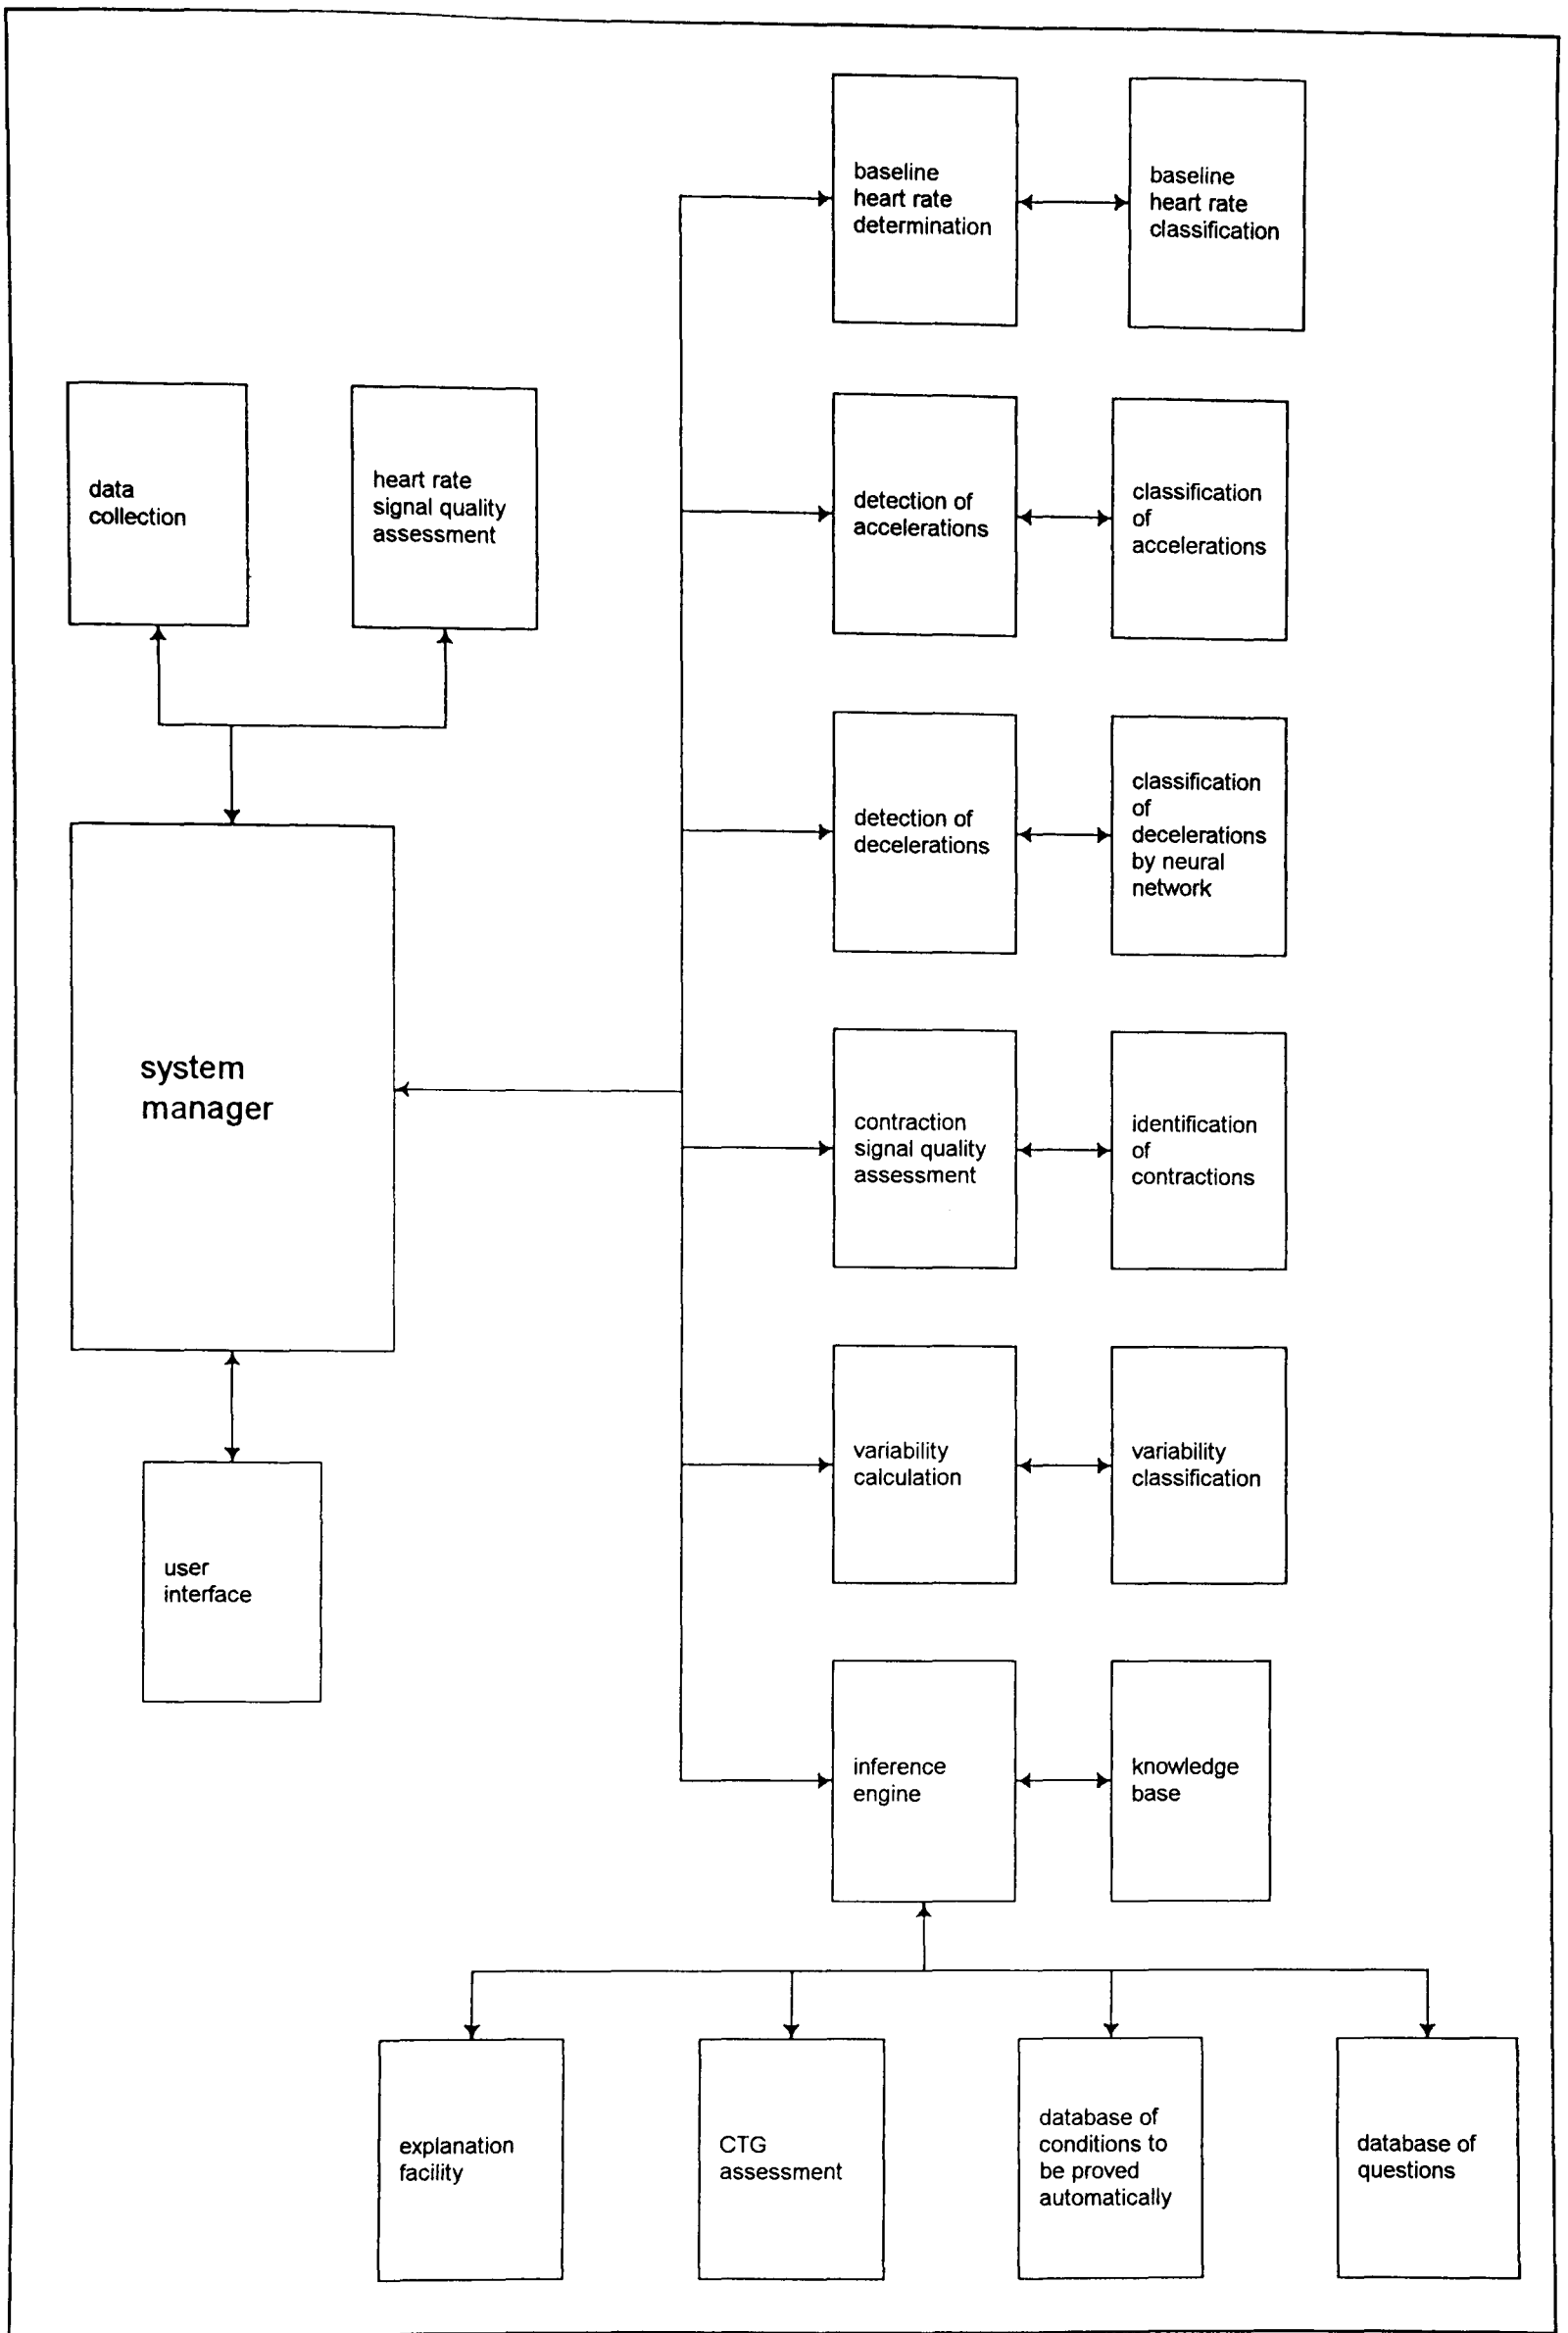 baseline
heart rate
determination
baseline
heart rate
classification
data
collection
heart rate
signal quality
assessment
detection of
accelerations
classification
of
accelerations
detection of
decelerations
classification
of
decelerations
by neural
network
system
manager
contraction
signal quality
assessment
identification
of
contractions
variability
calculation
variability
classification
user
interface
inference
engine
knowledge
base
explanation
facility
CTG
assessment
database of
conditions to
be proved
automatically
database of
questions